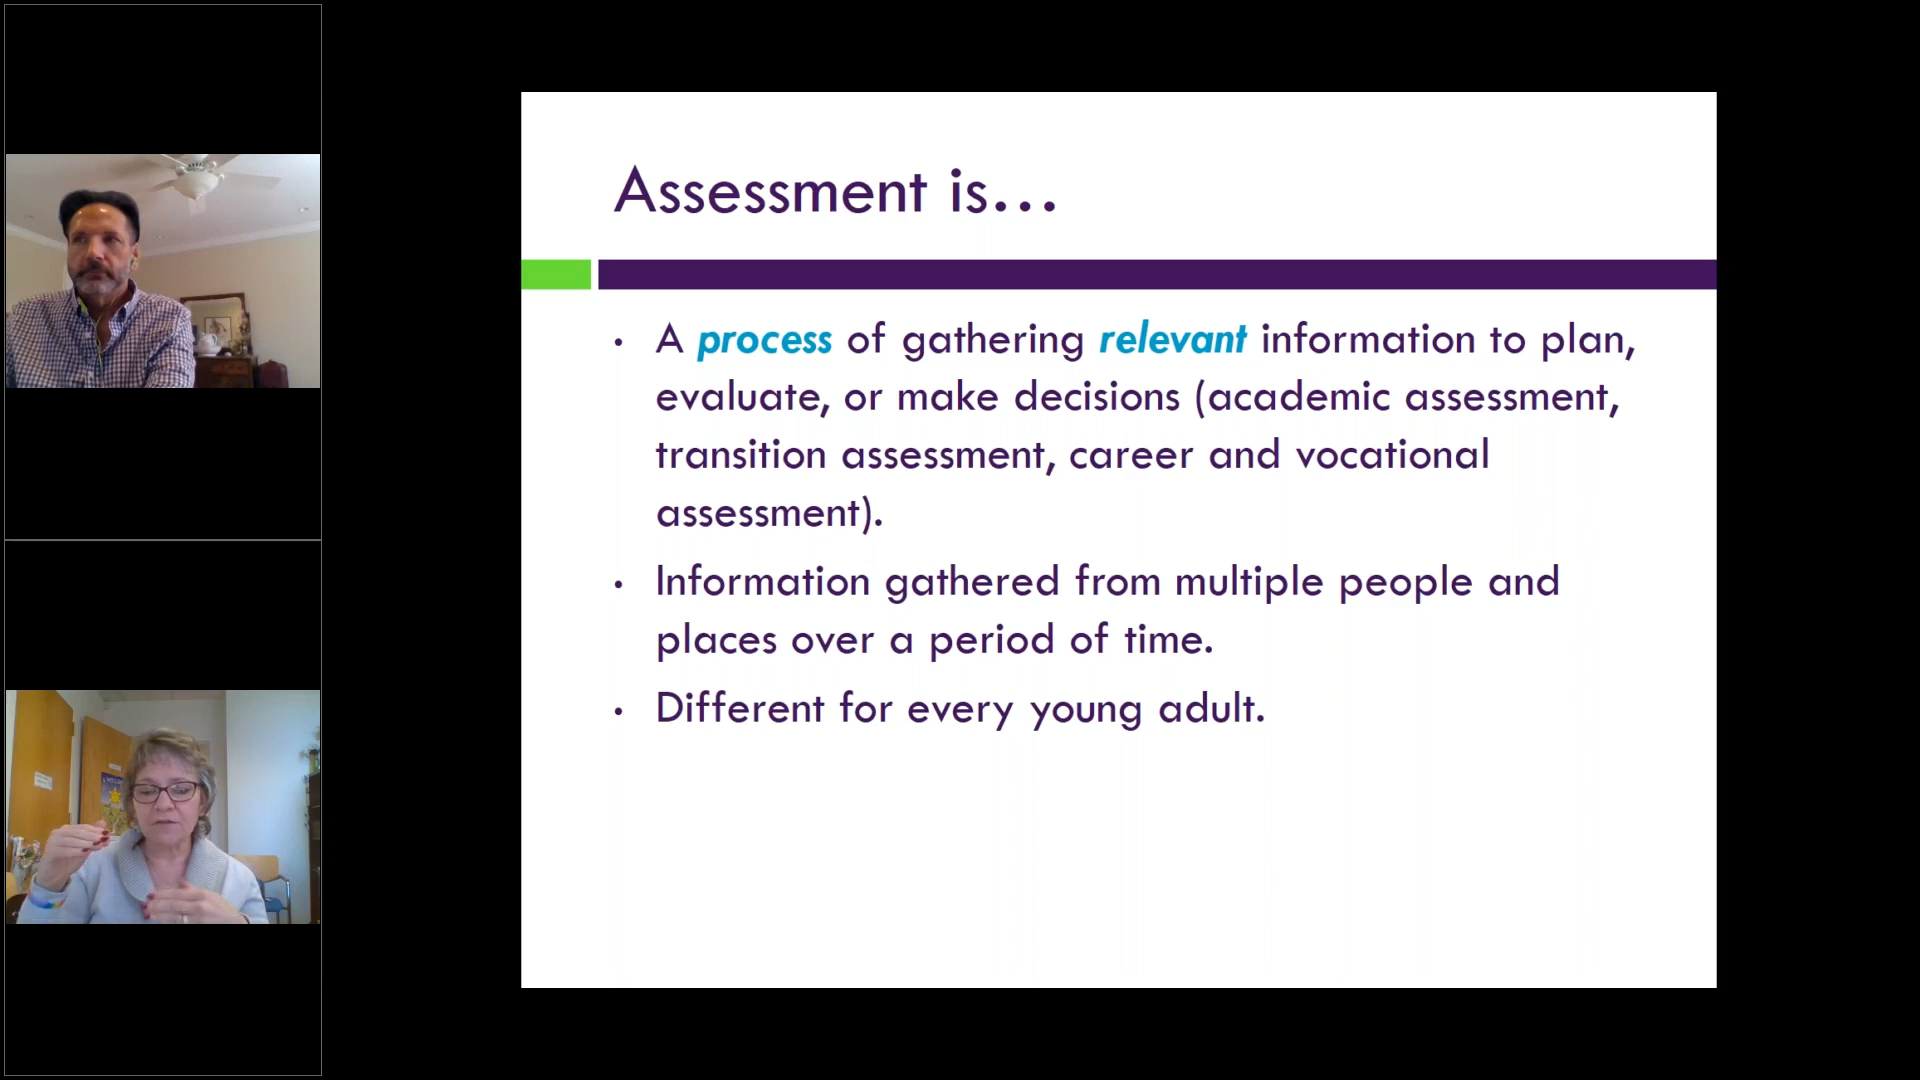 Assessment is...
• A process of gathering relevant information to plan,
evaluate, or make decisions (academic assessment,
transition assessment, career and vocational
assessment).
• Information gathered from multiple people and
places over a period of time.
• Different for every young adult.